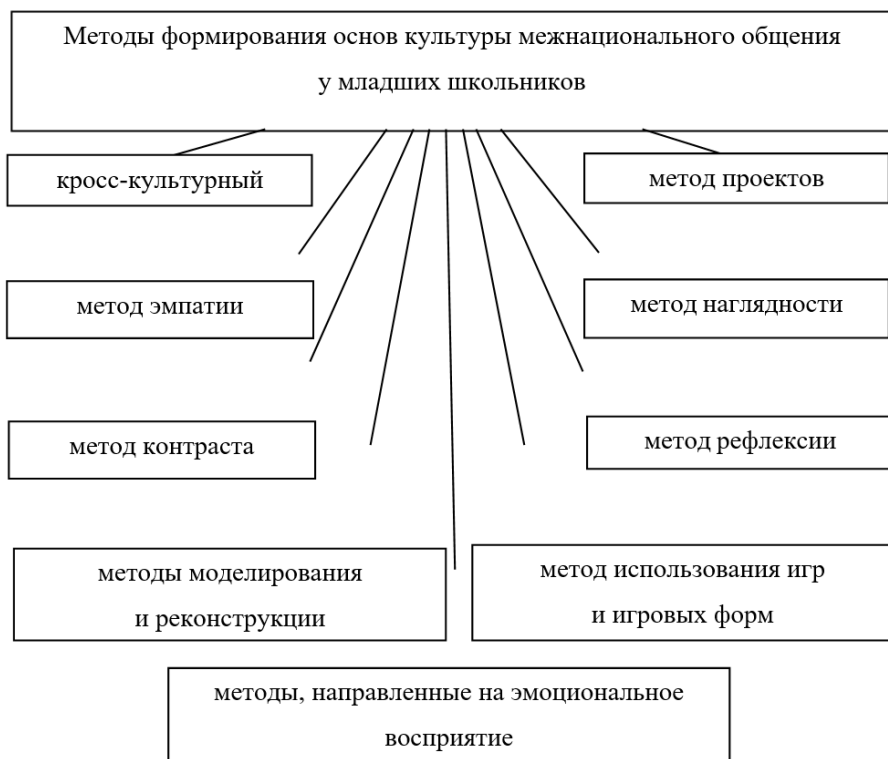 Методы формирования основ культуры межнационального общения
у младших школьников
кросс-культурный
метод проектов
метод эмпатии
метод наглядности
метод контраста
метод рефлексии
методы моделирования
и реконструкции
метод использования игр
и игровых форм
методы, направленные на эмоциональное
восприятие